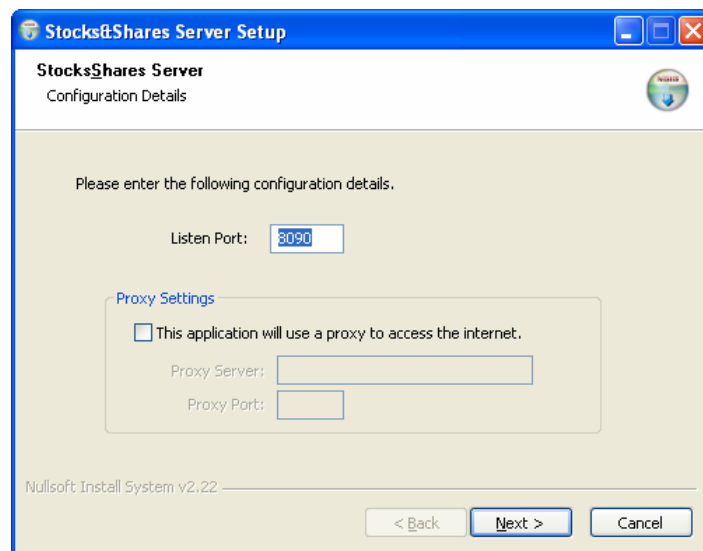 Stocks&Shares Server Setup
StocksShares Server
Configuration Details
Please enter the following configuration details.
Listen Port: 8090
Proxy Settings
This application will use a proxy to access the internet.
Proxy Server:
Proxy Port:
Nullsoft Install System v2.22
< Back Next > Cancel